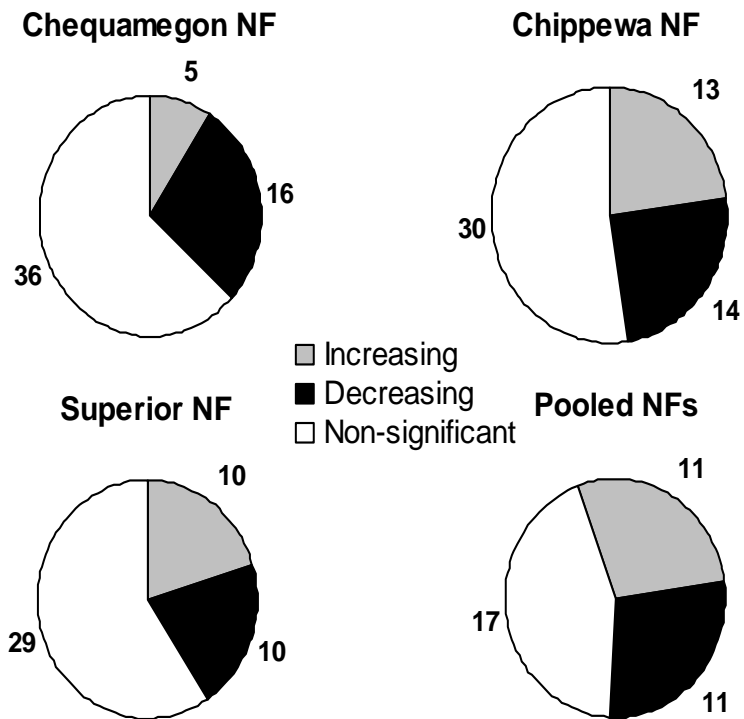 Chequamegon NF
5
16
36
Chippewa NF
13
30
14
Increasing
Decreasing
Non-significant
Superior NF
10
29
10
Pooled NFs
11
17
11